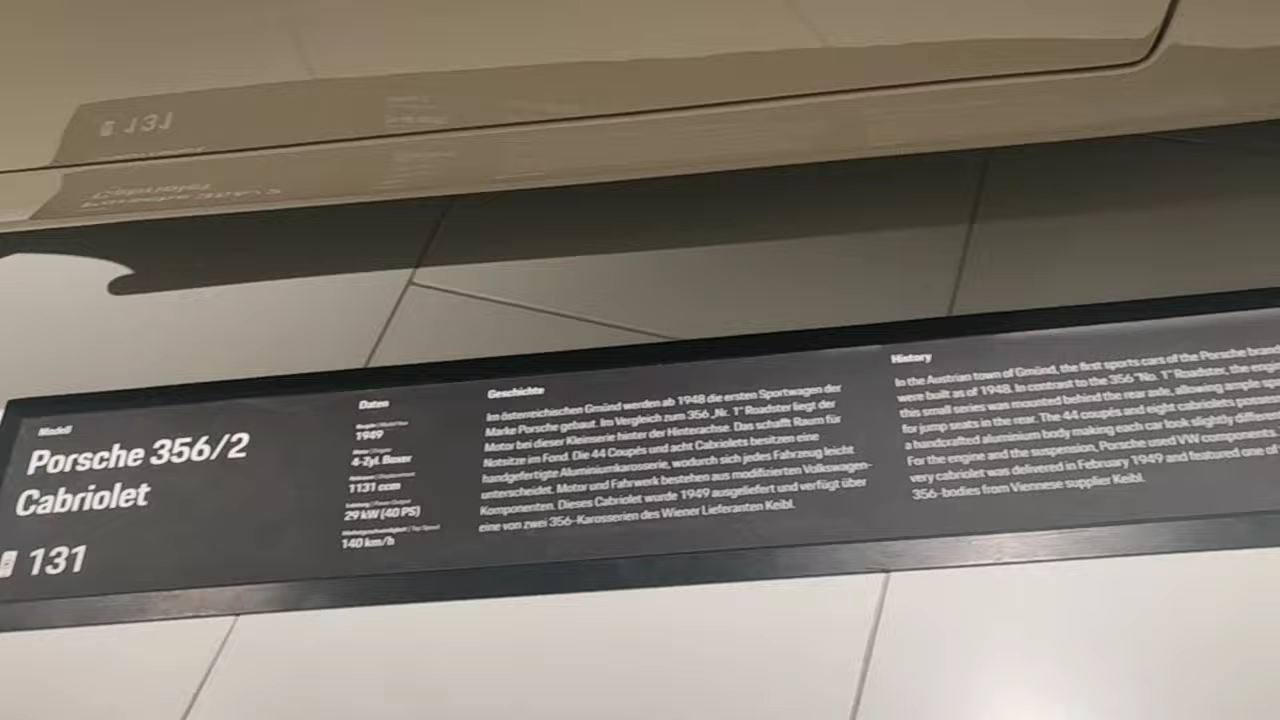 Modell
Porsche 356/2
Cabriolet
131
Daten
1949
4-Zyl. Boxer
1131 ccm
29 kW (40 PS)
140 km/h
Geschichte
Im österreichischen Gmünd werden ab 1948 die ersten Sportwagen der
Marke Porsche gebaut. Im Vergleich zum 356 „Nr. 1" Roadster liegt der
Motor bei dieser Kleinserie hinter der Hinterachse. Das schafft Raum für
Notsitze im Fond. Die 44 Coupés und acht Cabriolets besitzen eine
handgefertigte Aluminiumkarosserie, wodurch sich jedes Fahrzeug leicht
unterscheidet. Motor und Fahrwerk bestehen aus modifizierten Volkswagen-
Komponenten. Dieses Cabriolet wurde 1949 ausgeliefert und verfügt über
eine von zwei 356-Karosserien des Wiener Lieferanten Keibl.
History
In the Austrian town of Gmünd, the first sports cars of the Porsche brand
were built as of 1948. In contrast to the 356 "No. 1" Roadster, the
this small series was mounted behind the rear axle, allowing ample
for jump seats in the rear. The 44 coupés and eight cabriolets
a handcrafted aluminum body making each car look slightly
For the engine and the suspension, Porsche used VW
very cabriolet was delivered in February 1949 and featured one of
356-bodies from Viennese supplier Keibl.